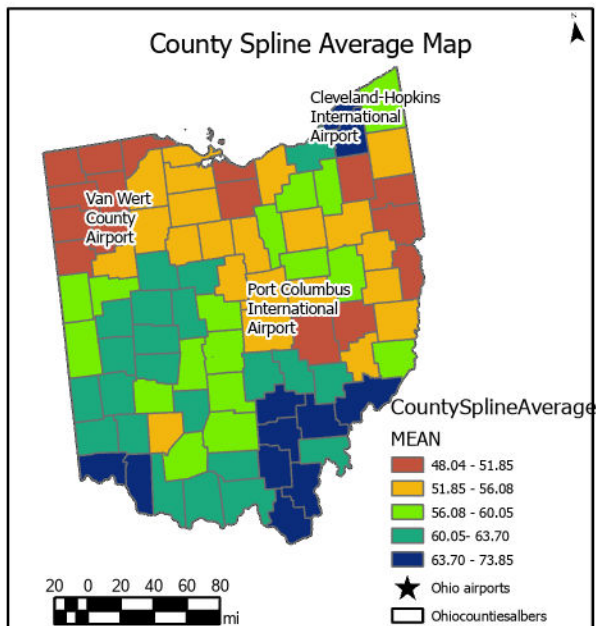 N
County Spline Average Map
Cleveland-Hopkins
International
Airport
Van Wert
County
Airport
Port Columbus
International
Airport
CountySplineAverage
MEAN
48.04 - 51.85
51.85 - 56.08
56.08 - 60.05
60.05- 63.70
63.70 - 73.85
Ohio airports
Ohiocountiesalbers
20 0 20 40 60 80
mi